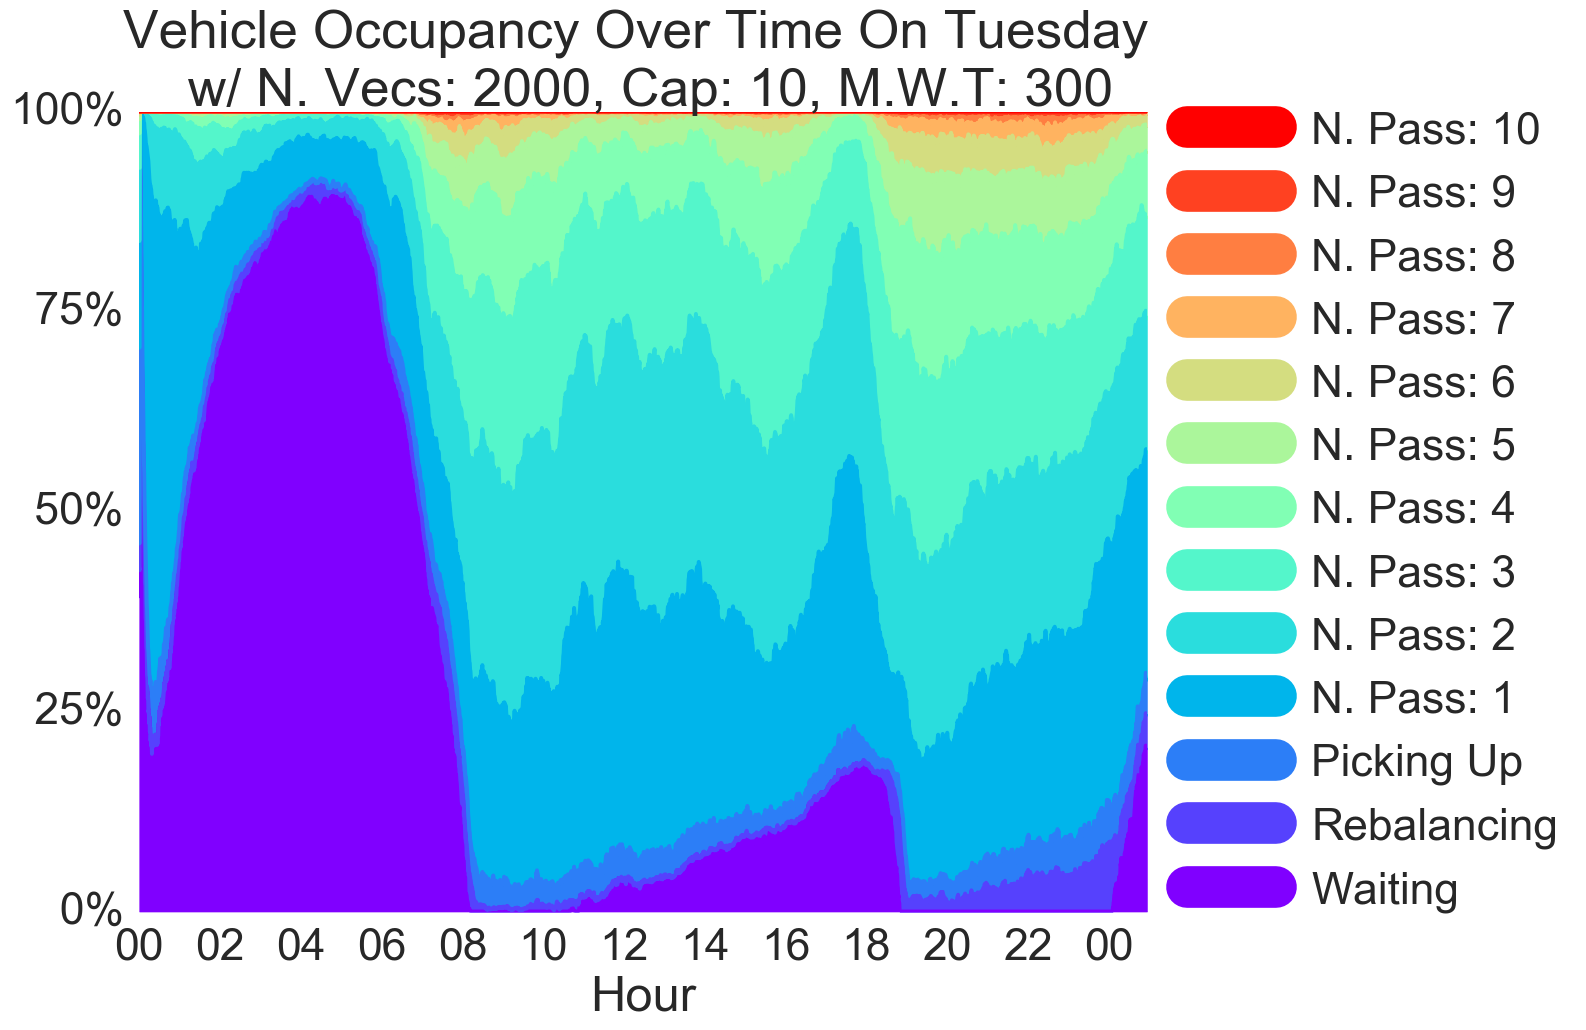 Vehicle Occupancy Over Time On Tuesday
w/ N. Vecs: 2000, Cap: 10, M.W.T: 300
100%
75%
50%
25%
0%
00 02 04 06 08 10 12 14 16 18 20 22 00
Hour
N. Pass: 10
N. Pass: 9
N. Pass: 8
N. Pass: 7
N. Pass: 6
N. Pass: 5
N. Pass: 4
N. Pass: 3
N. Pass: 2
N. Pass: 1
Picking Up
Rebalancing
Waiting